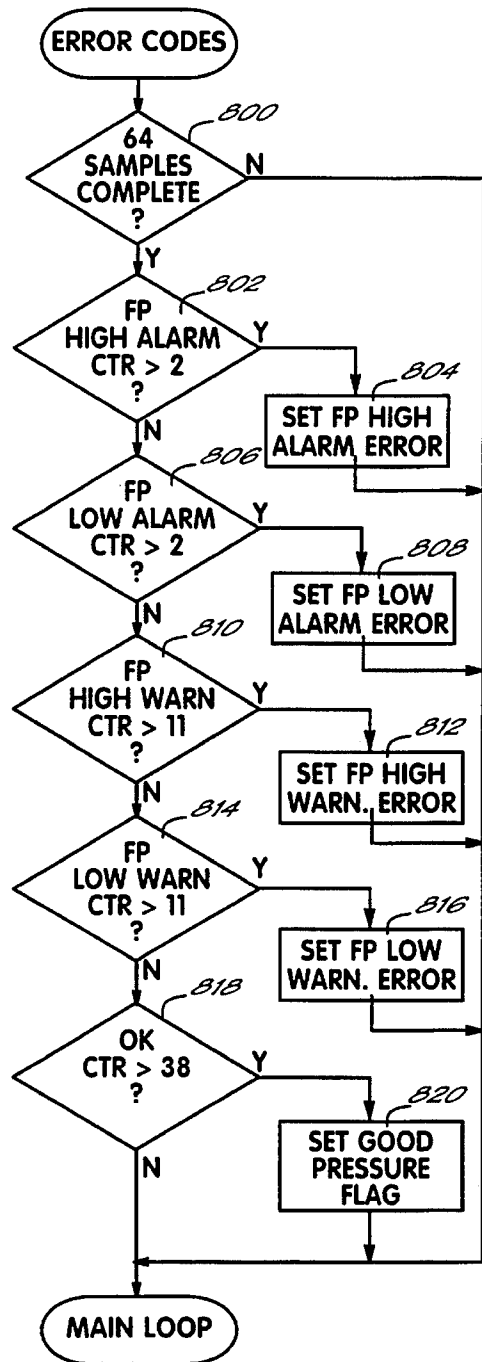 ERROR CODES
800
64
SAMPLES
COMPLETE
?
N
Y
802
FP
HIGH ALARM
CTR > 2
?
Y
N
804
SET FP HIGH
ALARM ERROR
806
FP
LOW ALARM
CTR > 2
?
Y
N
808
SET FP LOW
ALARM ERROR
810
FP
HIGH WARN
CTR > 11
?
Y
N
812
SET FP HIGH
WARN. ERROR
814
FP
LOW WARN
CTR > 11
?
Y
N
816
SET FP LOW
WARN. ERROR
818
OK
CTR > 38
?
Y
N
820
SET GOOD
PRESSURE
FLAG
MAIN LOOP